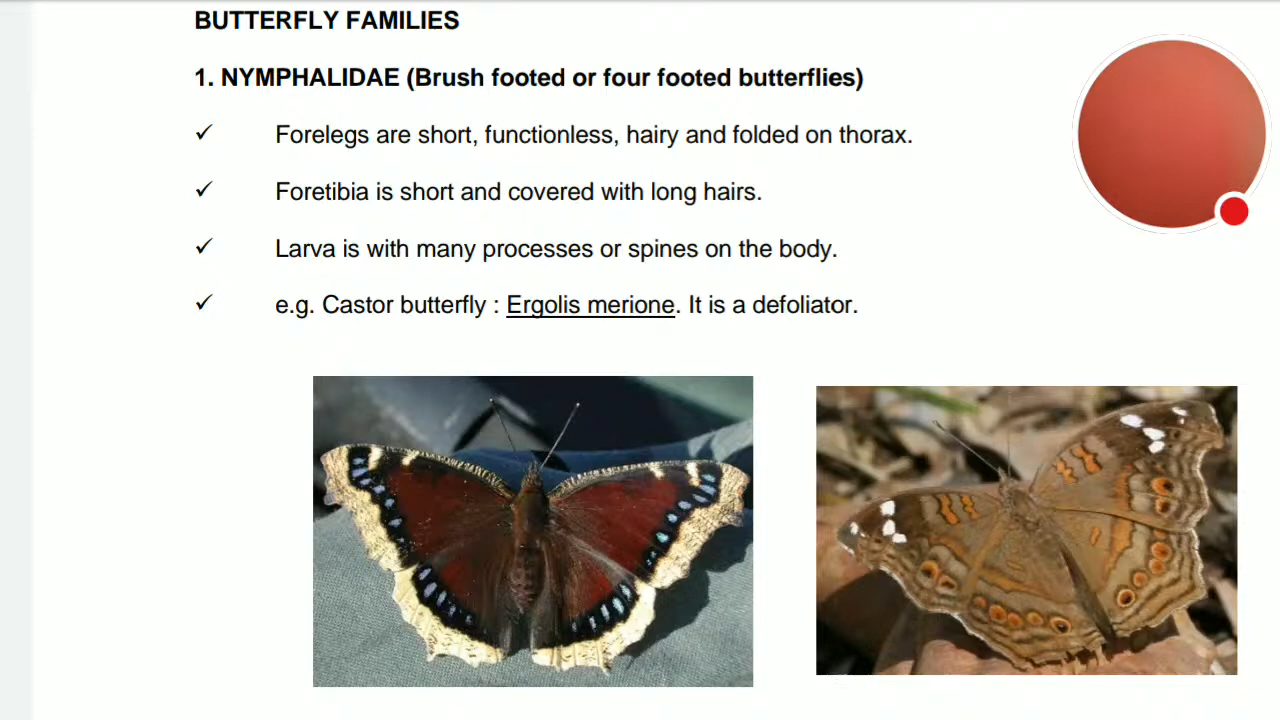 BUTTERFLY FAMILIES
1. NYMPHALIDAE (Brush footed or four footed butterflies)
✓ Forelegs are short, functionless, hairy and folded on thorax.
✓ Foretibia is short and covered with long hairs.
✓ Larva is with many processes or spines on the body.
✓ e.g. Castor butterfly : Ergolis merione. It is a defoliator.